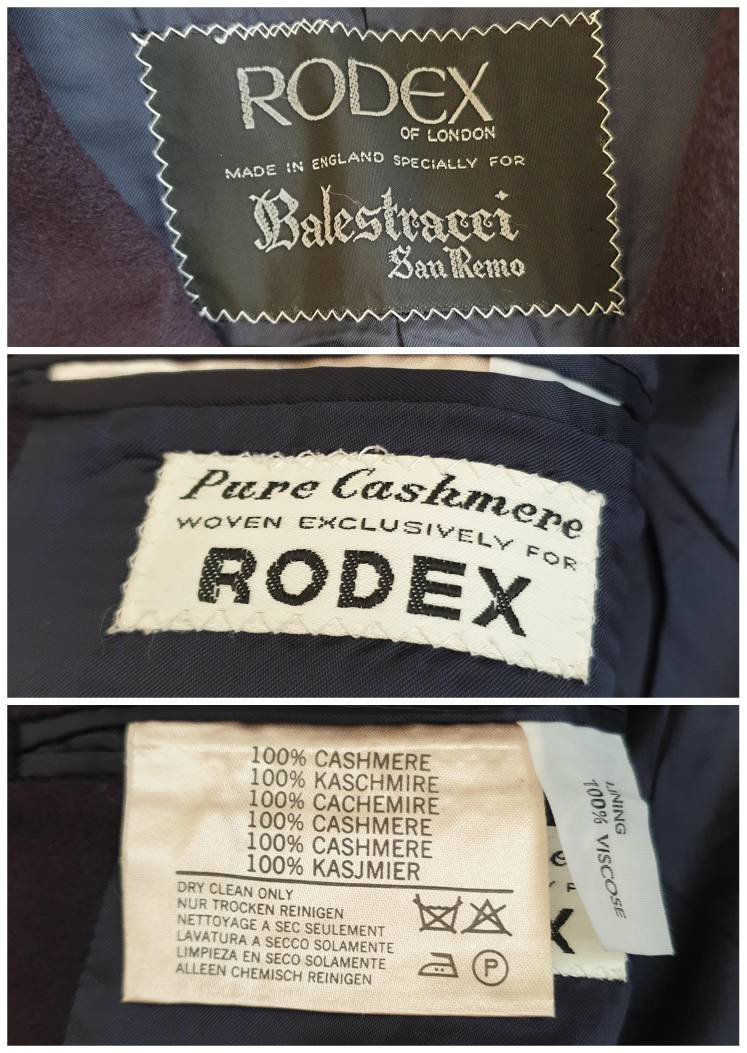 RODEX
OF LONDON
MADE IN ENGLAND SPECIALLY FOR
Balestracci
San Remo
Pure Cashmere
WOVEN EXCLUSIVELY FOR
RODEX
100% CASHMERE
100% KASCHMIRE
100% CACHEMIRE
100% CASHMERE
100% CASHMERE
100% KASJMIER
DRY CLEAN ONLY
NUR TROCKEN REINIGEN
NETTOYAGE A SEC SEULEMENT
LAVATURA A SECCO SOLAMENTE
LIMPIEZA EN SECO SOLAMENTE
ALLEEN CHEMISCH REINIGEN
P
LINING
100% VISCOSE
X